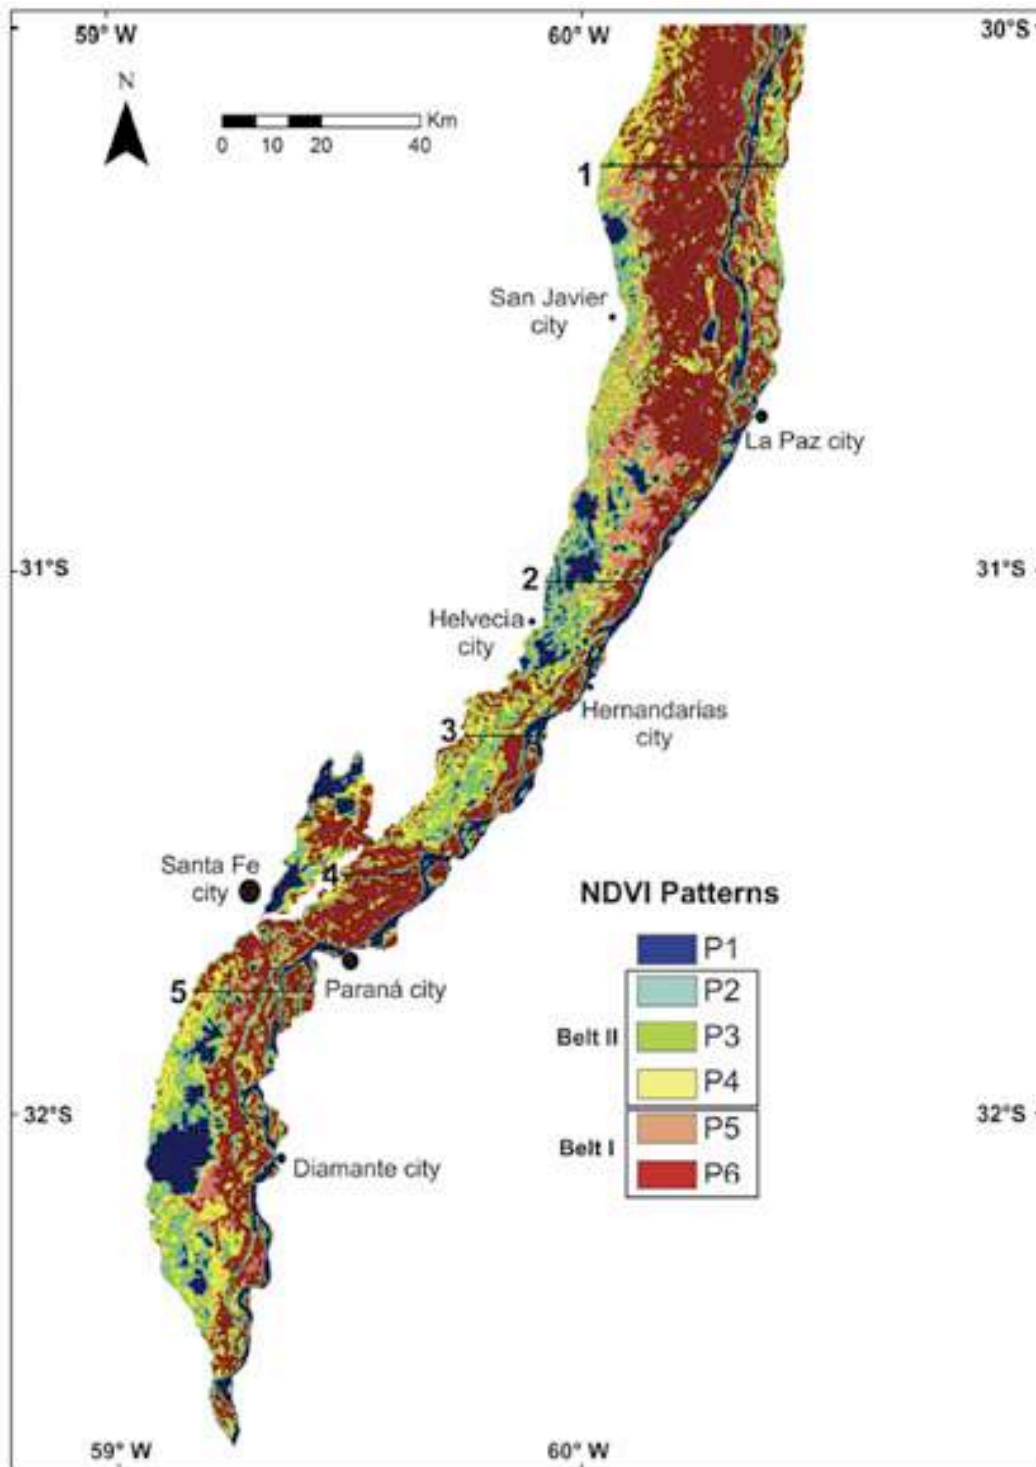 59° W
60° W
30°S
N
Km
0 10 20 40
1
San Javier
city
La Paz city
31°S
31°S
2
Helvecia
city
Hernandarias
city
3
Santa Fe
city
4
NDVI Patterns
P1
5
Paraná city
P2
Belt II
P3
P4
32°S
32°S
P5
Belt I
Diamante city
P6
59° W
60° W